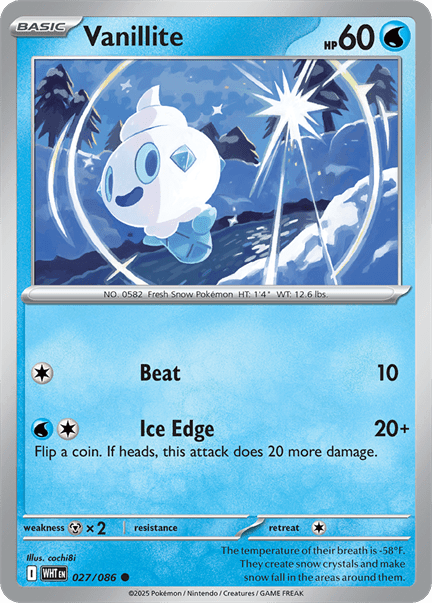 BASIC Vanillite HP60
NO. 0582 Fresh Snow Pokémon HT: 1'4" WT: 12.6 lbs.
Beat 10
Ice Edge 20+
Flip a coin. If heads, this attack does 20 more damage.
weakness ×2 resistance retreat
Illus. cochi8i
I WHT EN 027/086
The temperature of their breath is -58°F.
They create snow crystals and make
snow fall in the areas around them.
©2025 Pokémon / Nintendo / Creatures / GAME FREAK